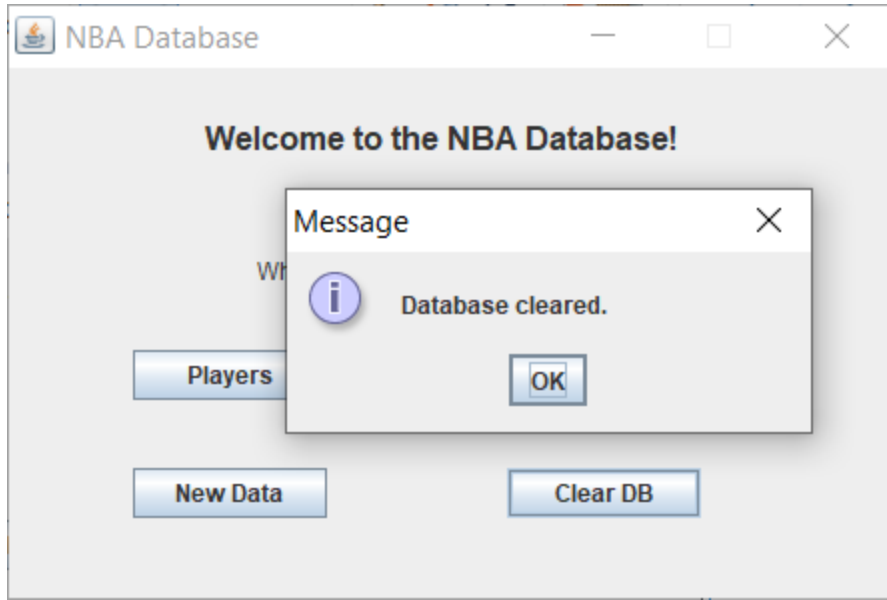 NBA Database
Welcome to the NBA Database!
Message
Database cleared.
OK
Players
New Data
Clear DB